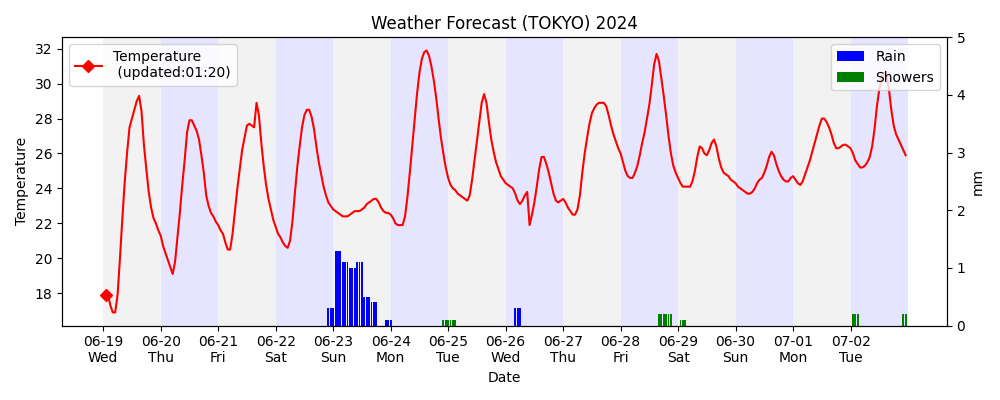 Weather Forecast (TOKYO) 2024
Temperature
(updated:01:20)
Rain
Showers
Temperature
32
30
28
26
24
22
20
18
5
4
3
2
1
0
mm
06-19 06-20 06-21 06-22 06-23 06-24 06-25 06-26 06-27 06-28 06-29 06-30 07-01 07-02
Wed Thu Fri Sat Sun Mon Tue Wed Thu Fri Sat Sun Mon Tue
Date